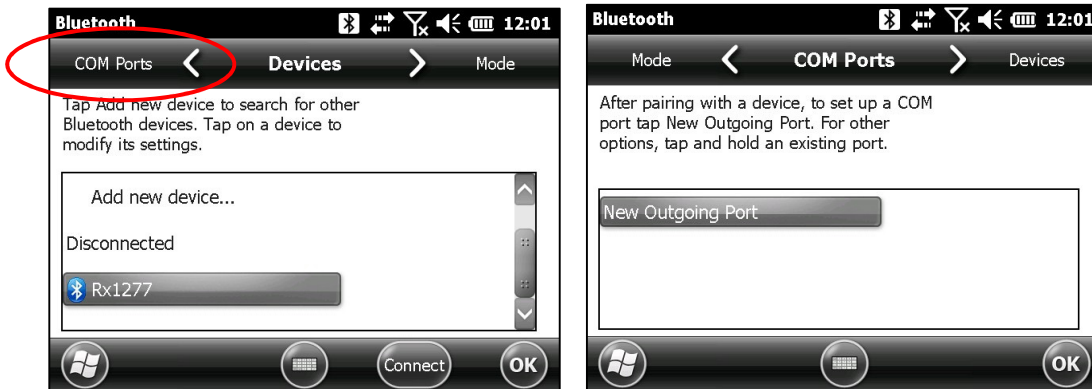 Bluetooth 12:01
COM Ports Devices Mode
Tap Add new device to search for other
Bluetooth devices. Tap on a device to
modify its settings.
Add new device...
Disconnected
Rx1277
Connect OK
Bluetooth 12:01
Mode COM Ports Devices
After pairing with a device, to set up a COM
port tap New Outgoing Port. For other
options, tap and hold an existing port.
New Outgoing Port
OK